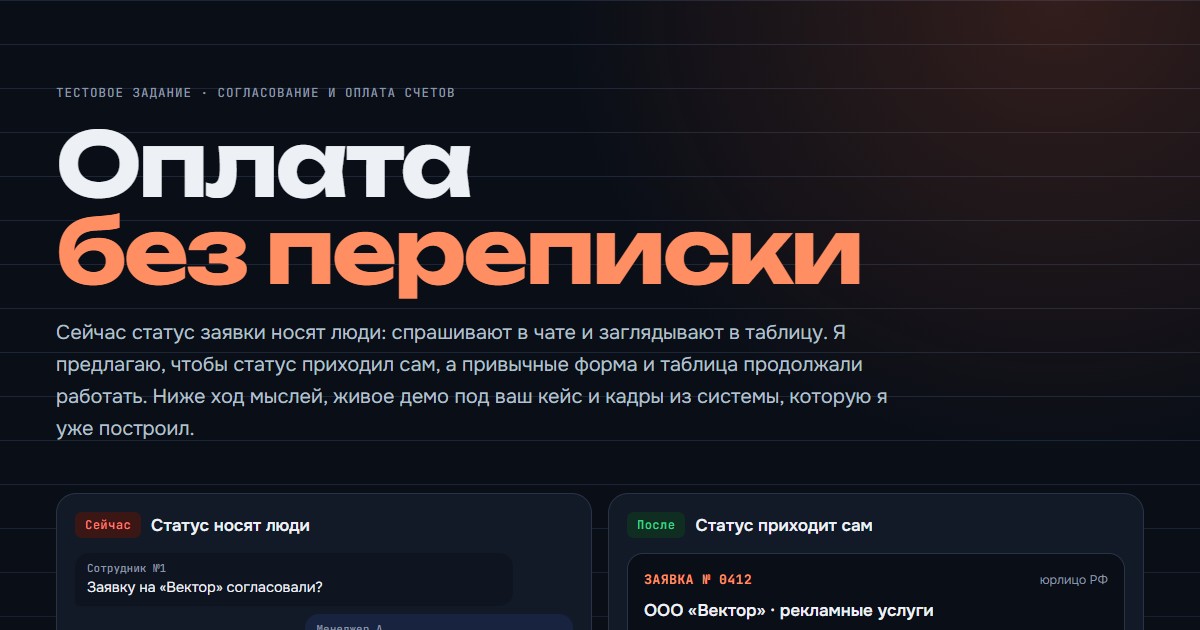 ТЕСТОВОЕ ЗАДАНИЕ · СОГЛАСОВАНИЕ И ОПЛАТА СЧЕТОВ
Оплата
без переписки
Сейчас статус заявки носят люди: спрашивают в чате и заглядывают в таблицу. Я
предлагаю, чтобы статус приходил сам, а привычные форма и таблица продолжали
работать. Ниже ход мыслей, живое демо под ваш кейс и кадры из системы, которую я
уже построил.
Сейчас Статус носят люди
Сотрудник №1
Заявку на «Вектор» согласовали?
Менеджер А
После Статус приходит сам
ЗАЯВКА № 0412 юрлицо РФ
ООО «Вектор» · рекламные услуги